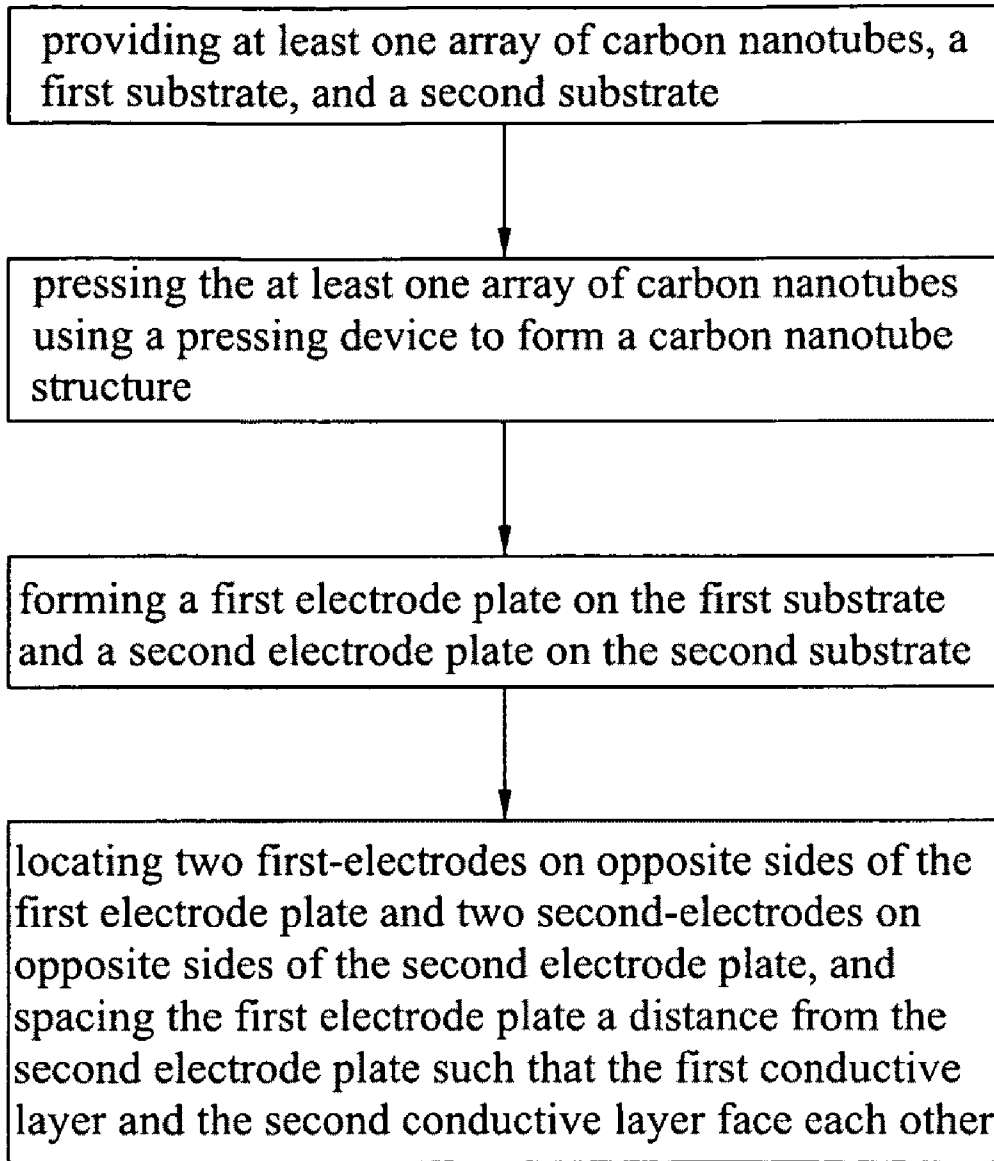 providing at least one array of carbon nanotubes, a
first substrate, and a second substrate
pressing the at least one array of carbon nanotubes
using a pressing device to form a carbon nanotube
structure
forming a first electrode plate on the first substrate
and a second electrode plate on the second substrate
locating two first-electrodes on opposite sides of the
first electrode plate and two second-electrodes on
opposite sides of the second electrode plate, and
spacing the first electrode plate a distance from the
second electrode plate such that the first conductive
layer and the second conductive layer face each other